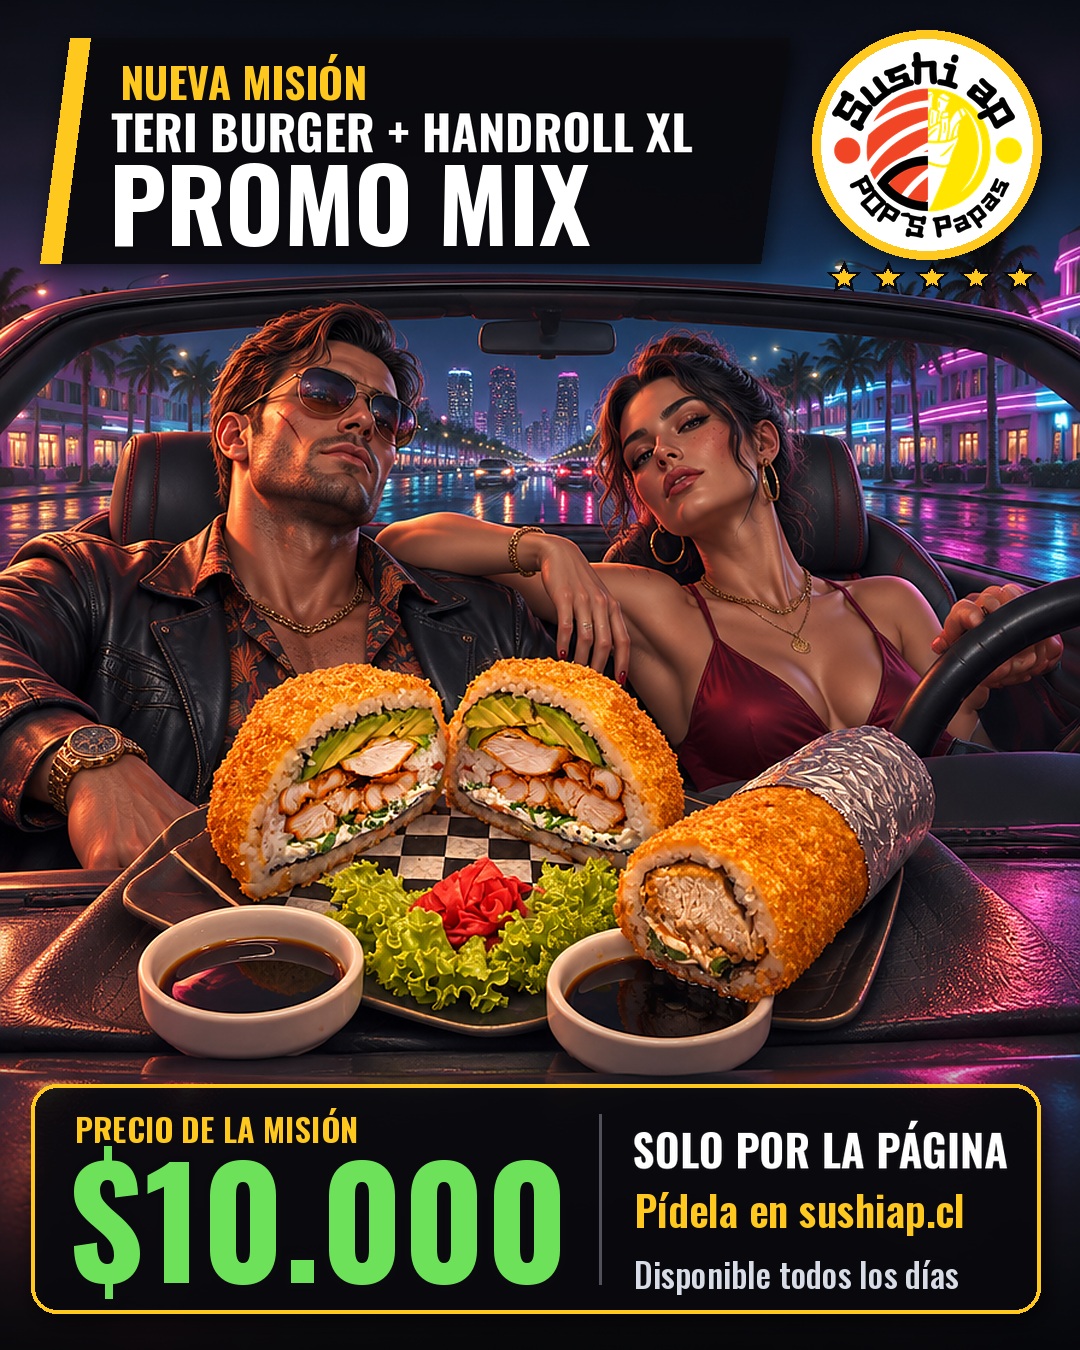 NUEVA MISIÓN
TERI BURGER + HANDROLL XL
PROMO MIX
Sushi ap
POP'S Papas
PRECIO DE LA MISIÓN
$10.000
SOLO POR LA PÁGINA
Pídela en sushiap.cl
Disponible todos los días